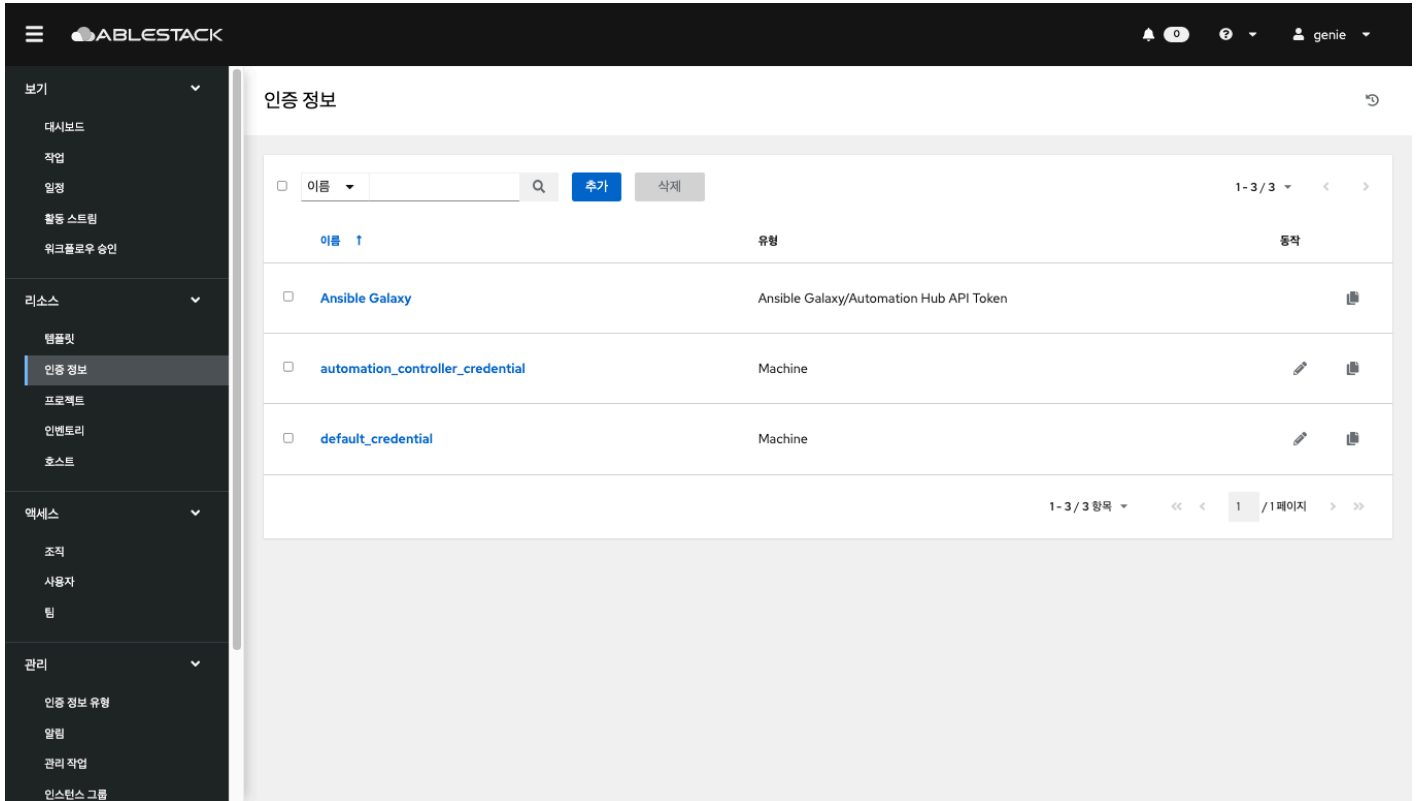 ABLESTACK
0
genie
보기
대시보드
작업
일정
활동 스트림
워크플로우 승인
리소스
템플릿
인증 정보
프로젝트
인벤토리
호스트
액세스
조직
사용자
팀
관리
인증 정보 유형
알림
관리 작업
인스턴스 그룹
인증 정보
이름 추가 삭제 1 - 3 / 3
이름 유형 동작
Ansible Galaxy Ansible Galaxy/Automation Hub API Token
automation_controller_credential Machine
default_credential Machine
1 - 3 / 3 항목 1 / 1 페이지